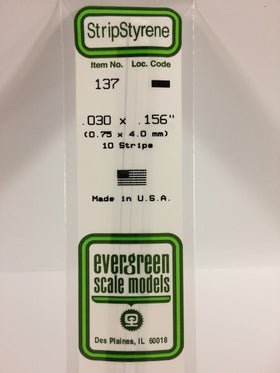 StripStyrene
Item No. Loc. Code
137
.030 x .156"
(0.75 x 4.0 mm)
10 Strips
Made in U.S.A.
evergreen
scale models
Des Plaines, IL 60018